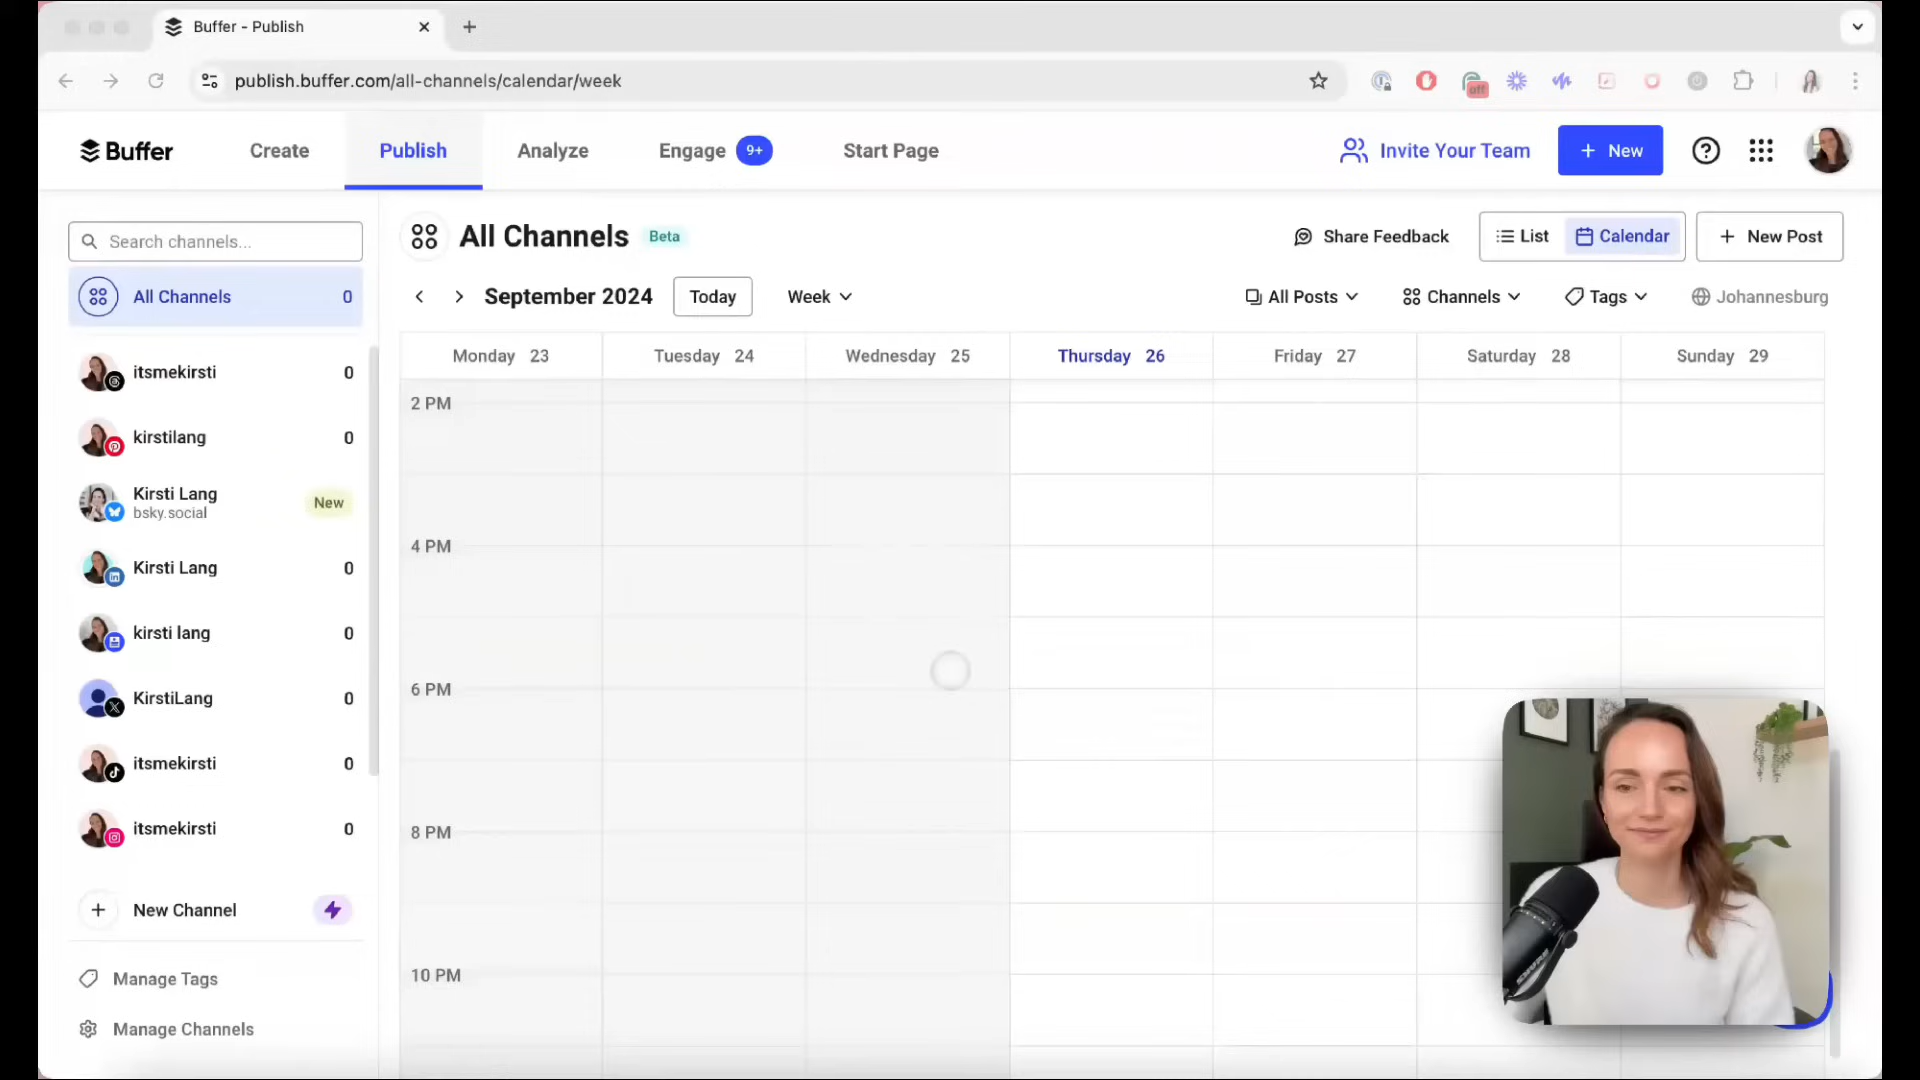 Buffer - Publish
publish.buffer.com/all-channels/calendar/week
off
Buffer
Create
Publish
Analyze
Engage 9+
Start Page
Invite Your Team
+ New
Search channels...
All Channels Beta
Share Feedback
List
Calendar
+ New Post
All Channels 0
September 2024
Today
Week
All Posts
Channels
Tags
Johannesburg
Monday 23
Tuesday 24
Wednesday 25
Thursday 26
Friday 27
Saturday 28
Sunday 29
itsmekirsti 0
kirstilang 0
Kirsti Lang
bsky.social
New
Kirsti Lang 0
kirsti lang 0
KirstiLang 0
itsmekirsti 0
itsmekirsti 0
+ New Channel
Manage Tags
Manage Channels
2 PM
4 PM
6 PM
8 PM
10 PM
SHURE